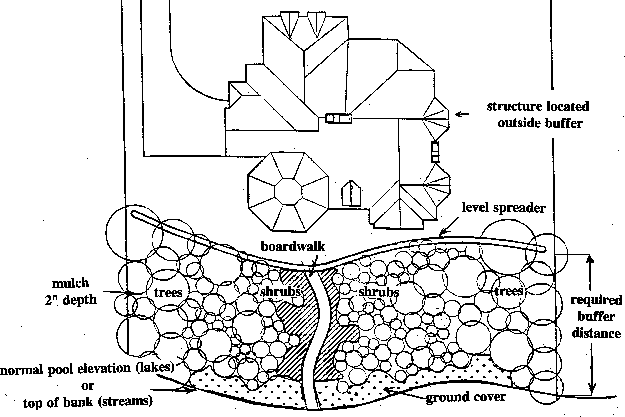 structure located
outside buffer
level spreader
boardwalk
mulch
2" depth
trees
shrubs
shrubs
trees
required
buffer
distance
normal pool elevation (lakes)
or
top of bank (streams)
ground cover